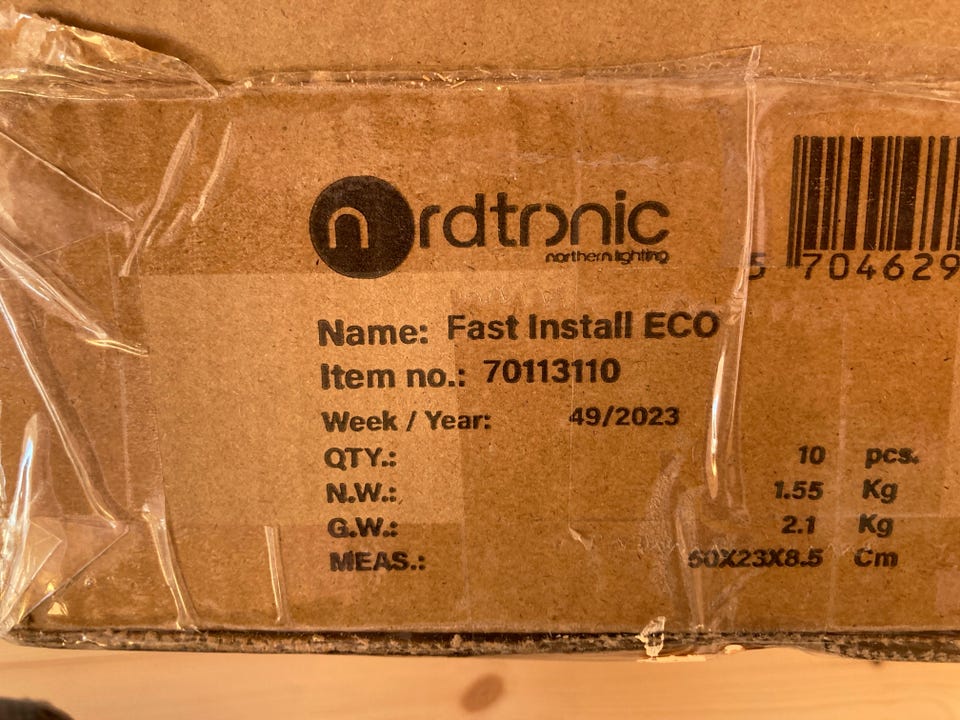 nordtronic
northern lighting
5 704629
Name: Fast Install ECO
Item no.: 70113110
Week / Year: 49/2023
QTY.: 10 pcs.
N.W.: 1.55 Kg
G.W.: 2.1 Kg
MEAS.: Cm